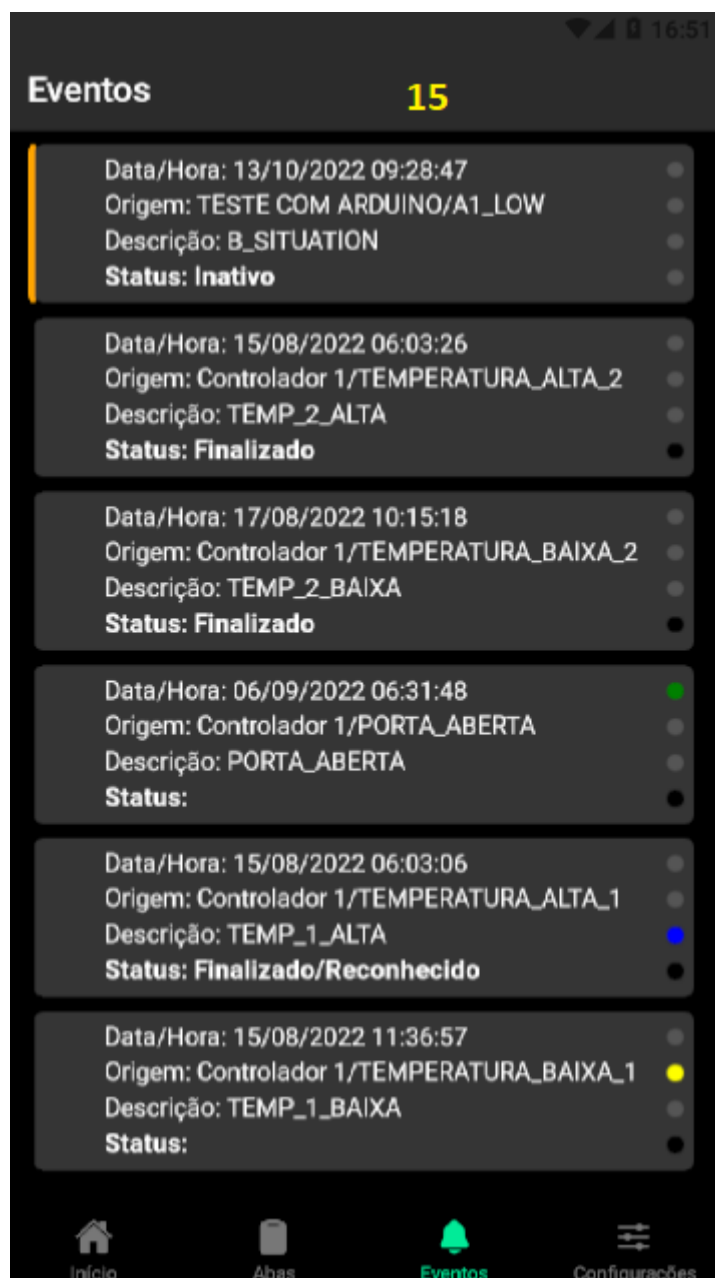 16:51
Eventos
15
Data/Hora: 13/10/2022 09:28:47
Origem: TESTE COM ARDUINO/A1_LOW
Descrição: B_SITUATION
Status: Inativo
Data/Hora: 15/08/2022 06:03:26
Origem: Controlador 1/TEMPERATURA_ALTA_2
Descrição: TEMP_2_ALTA
Status: Finalizado
Data/Hora: 17/08/2022 10:15:18
Origem: Controlador 1/TEMPERATURA_BAIXA_2
Descrição: TEMP_2_BAIXA
Status: Finalizado
Data/Hora: 06/09/2022 06:31:48
Origem: Controlador 1/PORTA_ABERTA
Descrição: PORTA_ABERTA
Status:
Data/Hora: 15/08/2022 06:03:06
Origem: Controlador 1/TEMPERATURA_ALTA_1
Descrição: TEMP_1_ALTA
Status: Finalizado/Reconhecido
Data/Hora: 15/08/2022 11:36:57
Origem: Controlador 1/TEMPERATURA_BAIXA_1
Descrição: TEMP_1_BAIXA
Status:
Início Abas Eventos Configurações